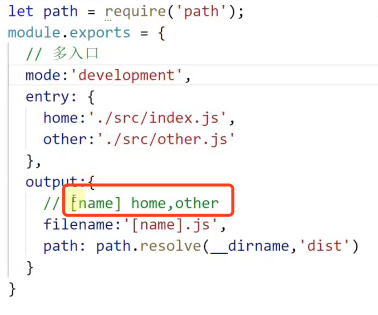 let path = require('path');
module.exports = {
  // 多入口
  mode:'development',
  entry: {
    home:'./src/index.js',
    other:'./src/other.js'
  },
  output:{
    // [name] home,other
    filename:'[name].js',
    path: path.resolve(__dirname,'dist')
  }
}